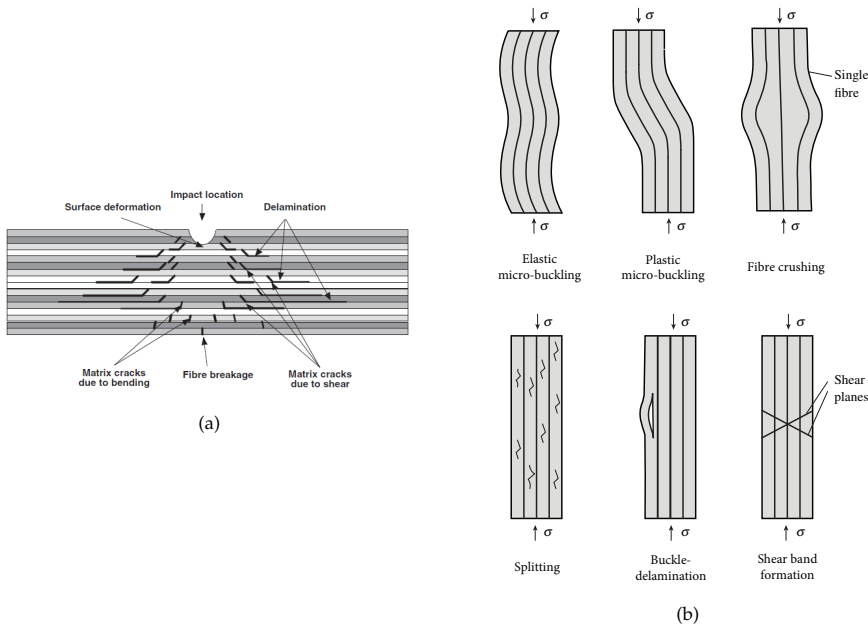 Impact location
Surface deformation
Delamination
Matrix cracks
due to bending
Fibre breakage
Matrix cracks
due to shear
(a)
σ
σ
σ
Single
fibre
σ
σ
σ
Elastic
micro-buckling
Plastic
micro-buckling
Fibre crushing
σ
σ
σ
Shear
planes
σ
σ
σ
Splitting
Buckle-
delamination
Shear band
formation
(b)